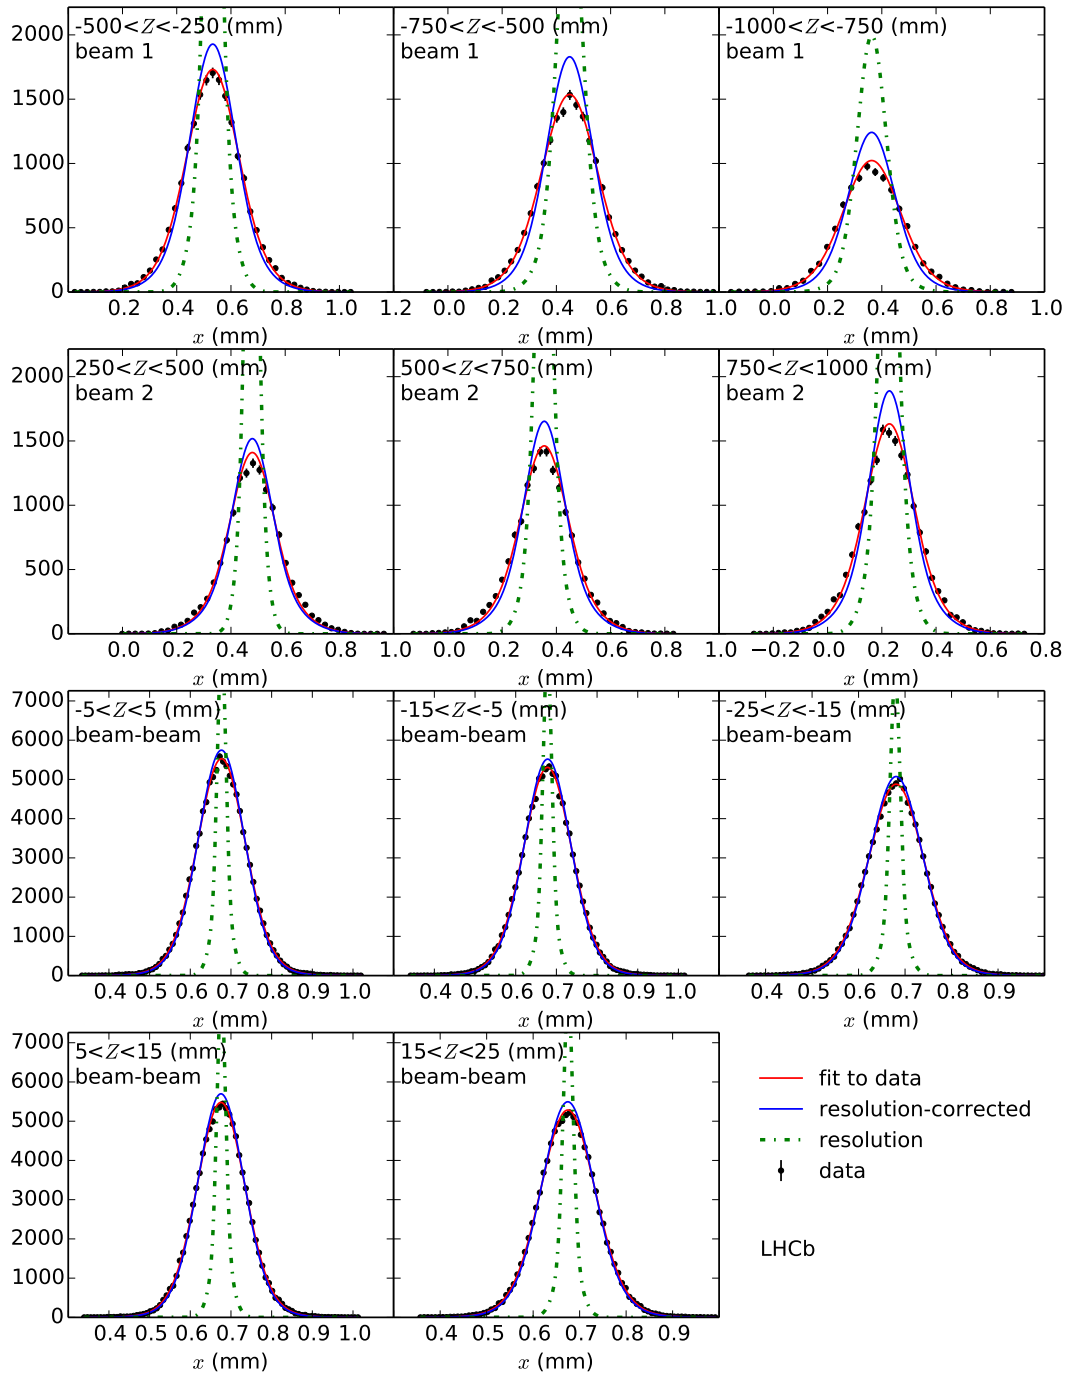 -500<Z<-250 (mm)
beam 1
-750<Z<-500 (mm)
beam 1
-1000<Z<-750 (mm)
beam 1
2000
1500
1000
500
0
0.2 0.4 0.6 0.8 1.0 1.2
0.0 0.2 0.4 0.6 0.8 1.0
0.0 0.2 0.4 0.6 0.8 1.0
x (mm)
x (mm)
x (mm)
250<Z<500 (mm)
beam 2
500<Z<750 (mm)
beam 2
750<Z<1000 (mm)
beam 2
2000
1500
1000
500
0
0.0 0.2 0.4 0.6 0.8 1.0
0.0 0.2 0.4 0.6 0.8 1.0
−0.2 0.0 0.2 0.4 0.6 0.8
x (mm)
x (mm)
x (mm)
-5<Z<5 (mm)
beam-beam
-15<Z<-5 (mm)
beam-beam
-25<Z<-15 (mm)
beam-beam
7000
6000
5000
4000
3000
2000
1000
0
0.4 0.5 0.6 0.7 0.8 0.9 1.0
0.4 0.5 0.6 0.7 0.8 0.9 1.0
0.4 0.5 0.6 0.7 0.8 0.9
x (mm)
x (mm)
x (mm)
5<Z<15 (mm)
beam-beam
15<Z<25 (mm)
beam-beam
7000
6000
5000
4000
3000
2000
1000
0
0.4 0.5 0.6 0.7 0.8 0.9 1.0
0.4 0.5 0.6 0.7 0.8 0.9
x (mm)
x (mm)
fit to data
resolution-corrected
resolution
data
LHCb